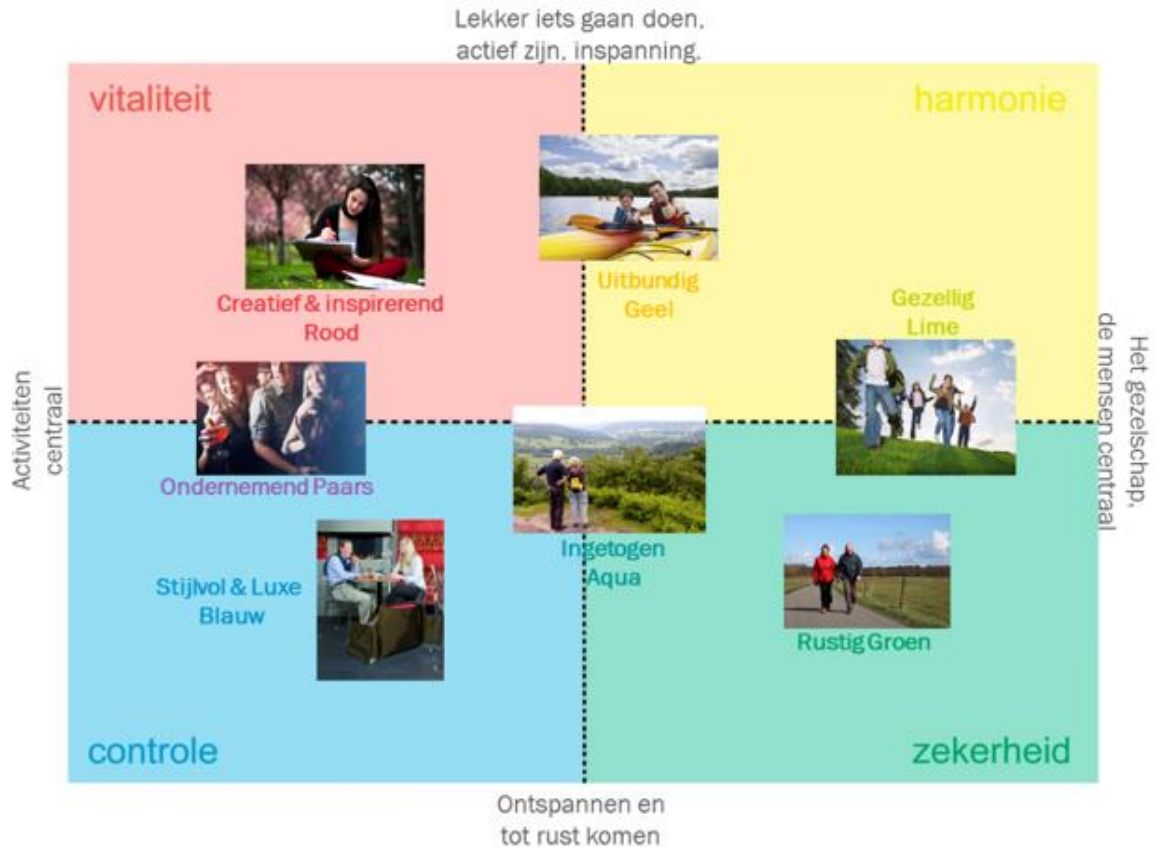 Lekker iets gaan doen,
actief zijn, inspanning.
vitaliteit
harmonie
Creatief & inspirerend
Rood
Uitbundig
Geel
Gezellig
Lime
Activiteiten
centraal
Het gezelschap,
de mensen centraal
Ondernemend Paars
Ingetogen
Aqua
Stijlvol & Luxe
Blauw
Rustig Groen
controle
zekerheid
Ontspannen en
tot rust komen